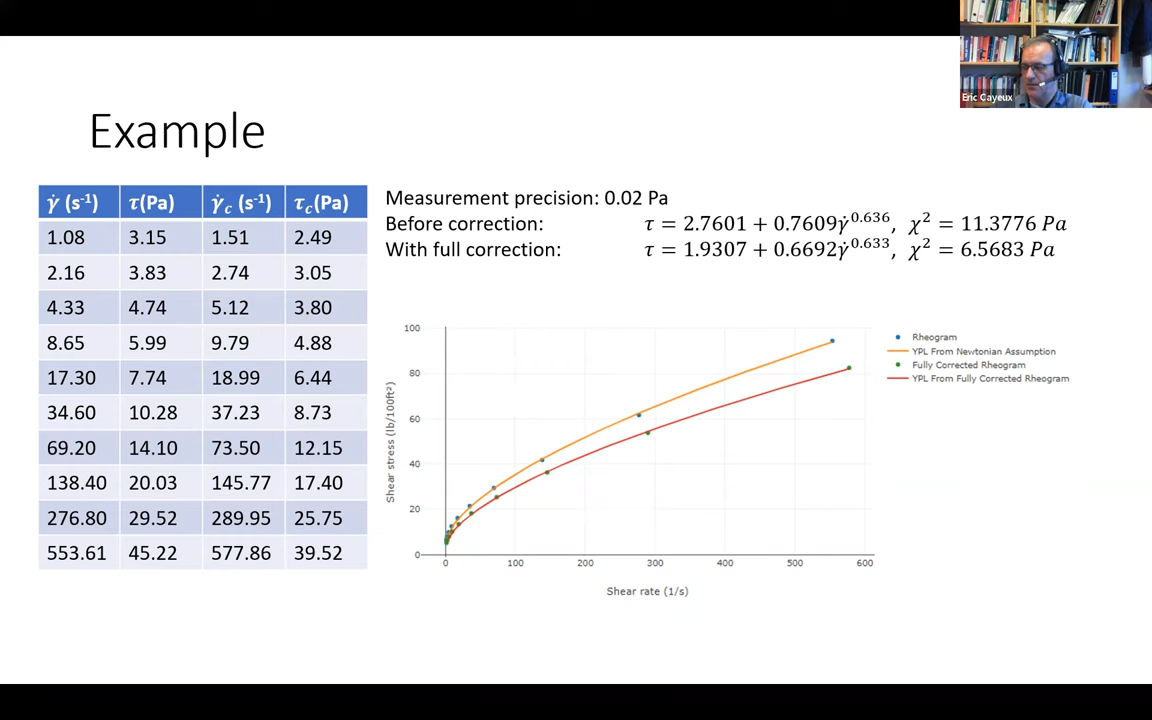 Eric Cayeux
Example
γ̇ (s⁻¹) τ(Pa) γ̇c (s⁻¹) τc(Pa)
1.08 3.15 1.51 2.49
2.16 3.83 2.74 3.05
4.33 4.74 5.12 3.80
8.65 5.99 9.79 4.88
17.30 7.74 18.99 6.44
34.60 10.28 37.23 8.73
69.20 14.10 73.50 12.15
138.40 20.03 145.77 17.40
276.80 29.52 289.95 25.75
553.61 45.22 577.86 39.52
Measurement precision: 0.02 Pa
Before correction: τ = 2.7601 + 0.7609γ̇^0.636, χ² = 11.3776 Pa
With full correction: τ = 1.9307 + 0.6692γ̇^0.633, χ² = 6.5683 Pa
100
80
60
40
20
0
Shear stress (lb/100ft²)
0 100 200 300 400 500 600
Shear rate (1/s)
Rheogram
YPL From Newtonian Assumption
Fully Corrected Rheogram
YPL From Fully Corrected Rheogram